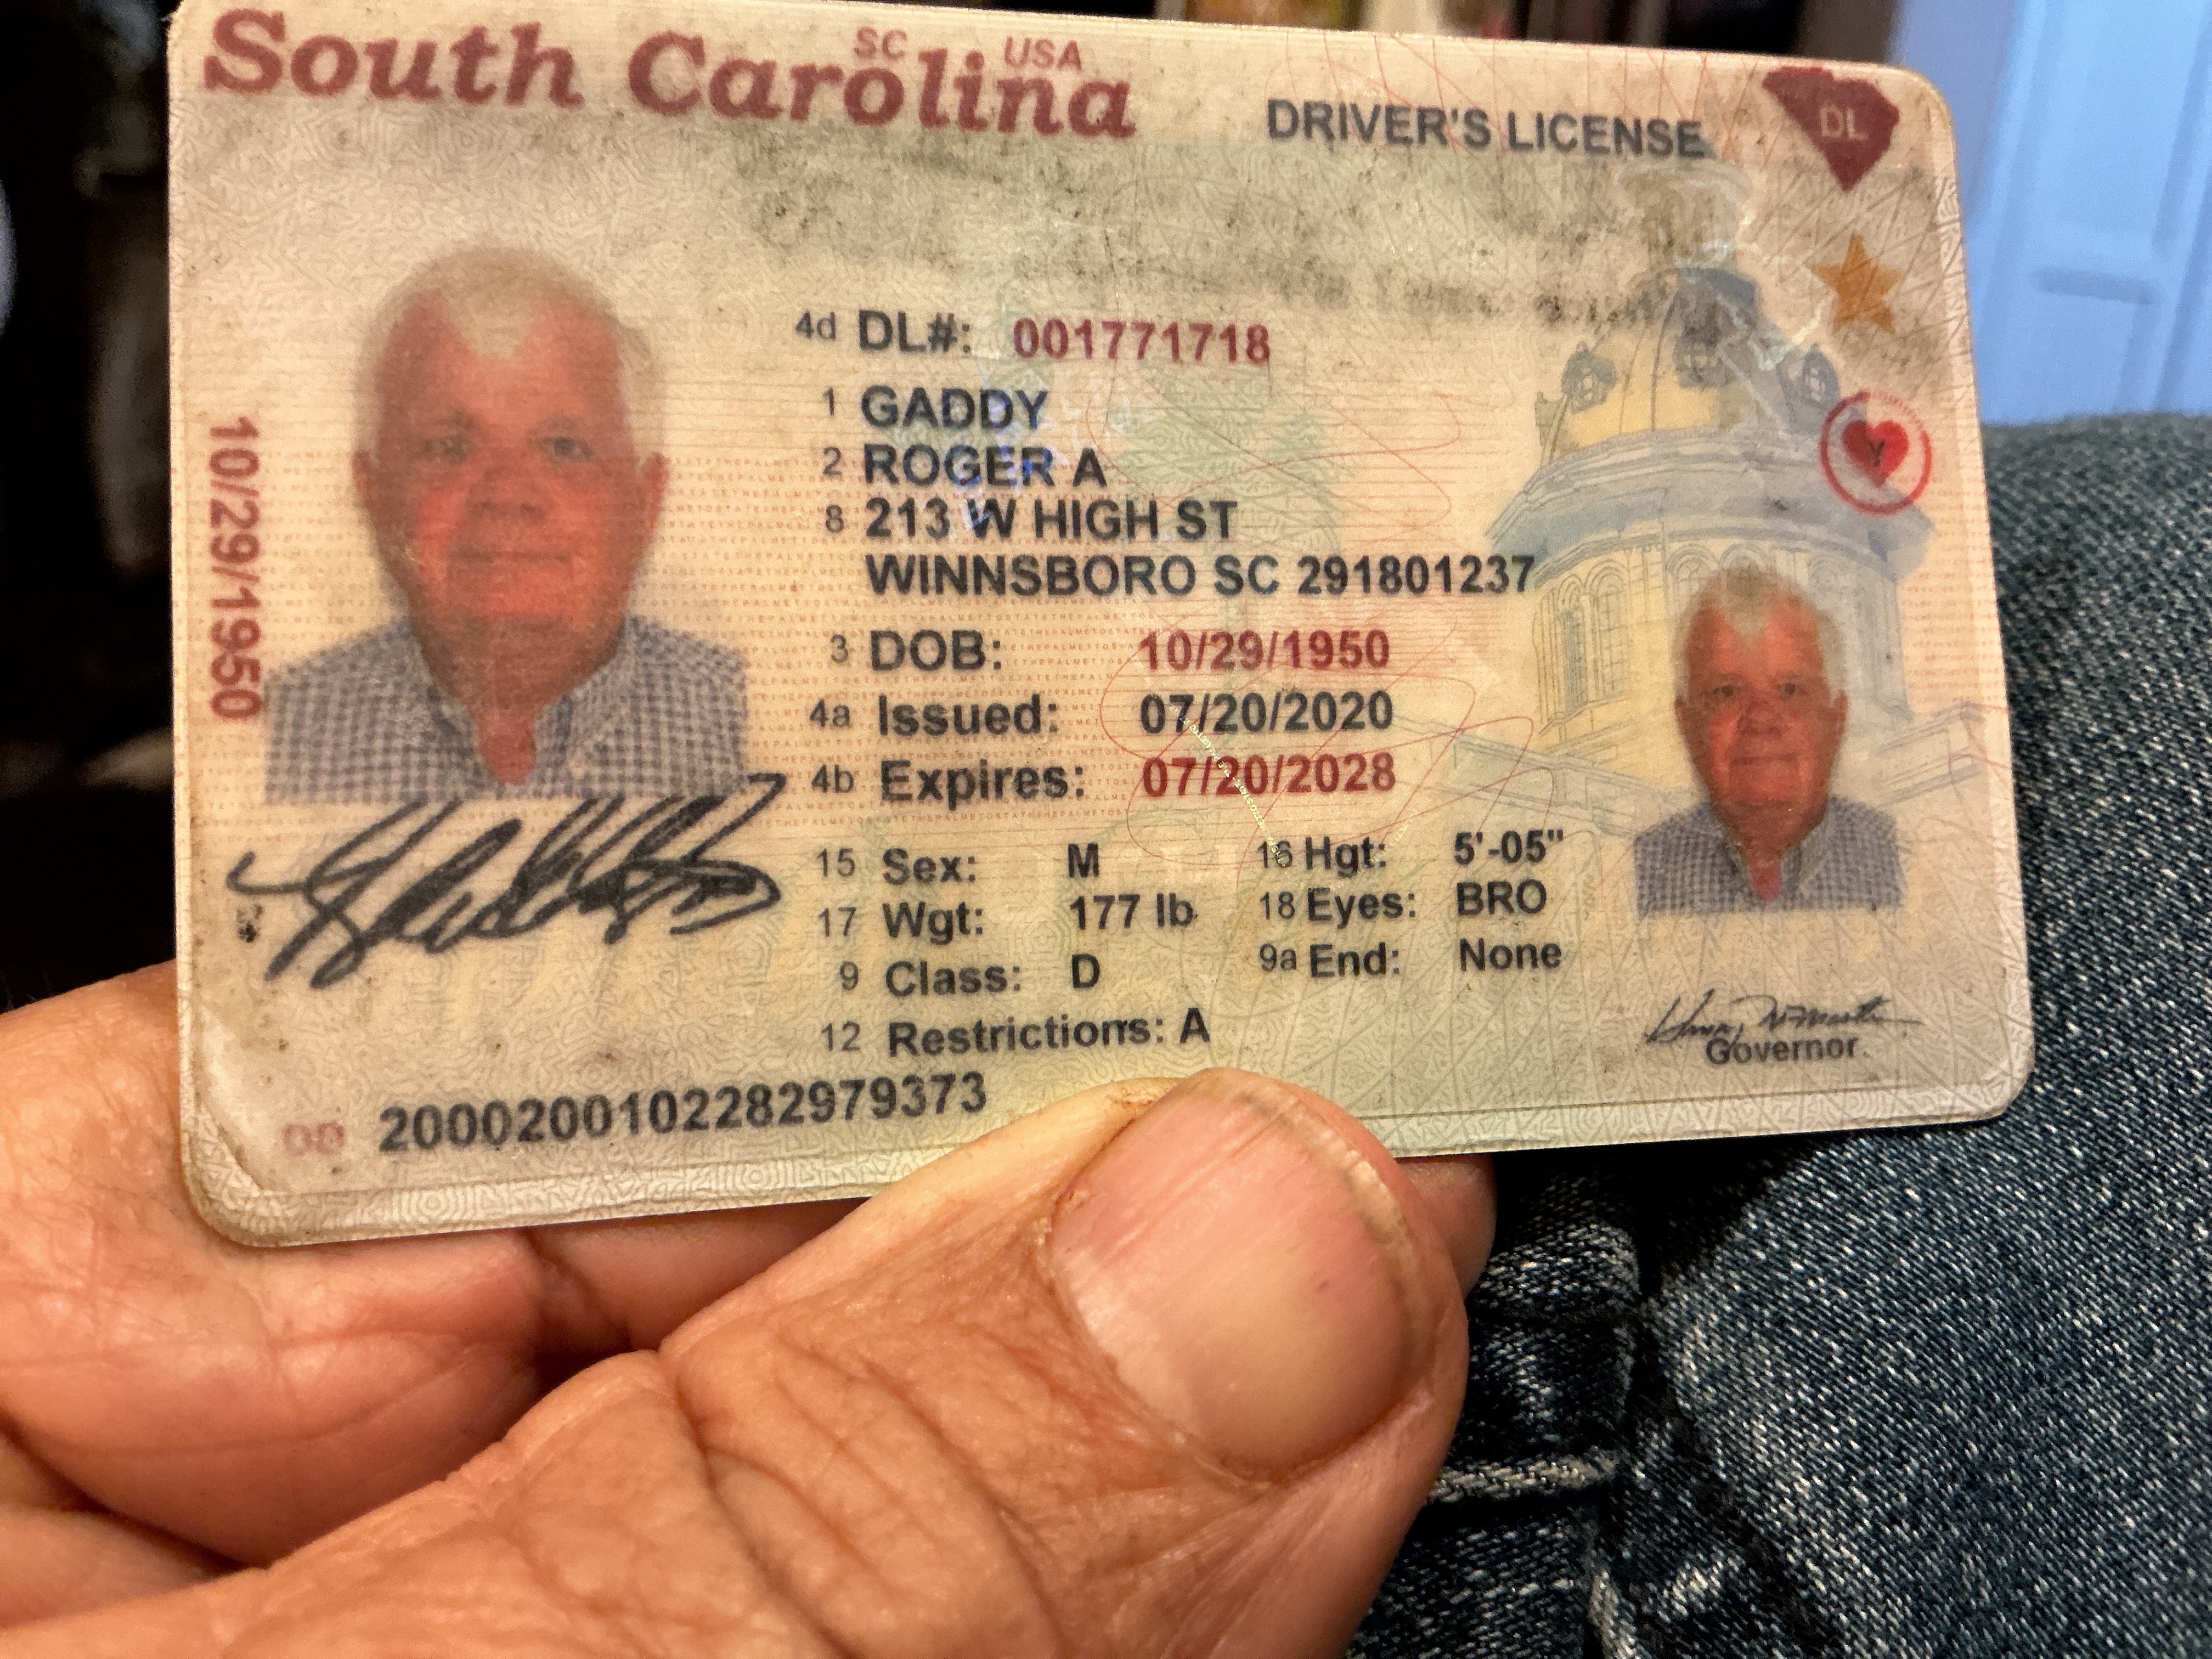 South Carolina
SC USA
DRIVER'S LICENSE
DL
4d DL#: 001771718
1 GADDY
2 ROGER A
8 213 W HIGH ST
WINNSBORO SC 291801237
3 DOB: 10/29/1950
4a Issued: 07/20/2020
4b Expires: 07/20/2028
15 Sex: M 16 Hgt: 5'-05"
17 Wgt: 177 lb 18 Eyes: BRO
9 Class: D 9a End: None
12 Restrictions: A
DD 20002001022829793​73
10/29/1950
Y
Governor